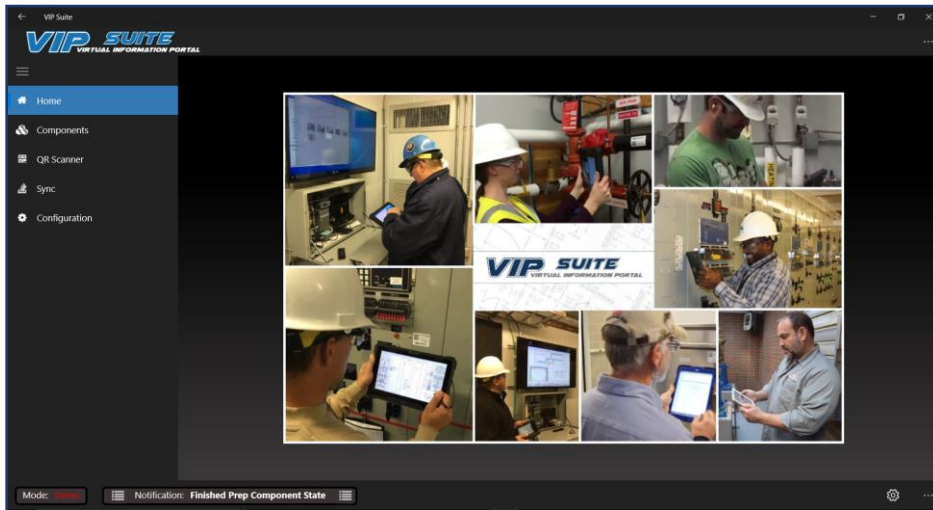 VIP Suite
VIP SUITE
VIRTUAL INFORMATION PORTAL
Home
Components
QR Scanner
Sync
Configuration
VIP SUITE
VIRTUAL INFORMATION PORTAL
Mode: Demo
Notification: Finished Prep Component State